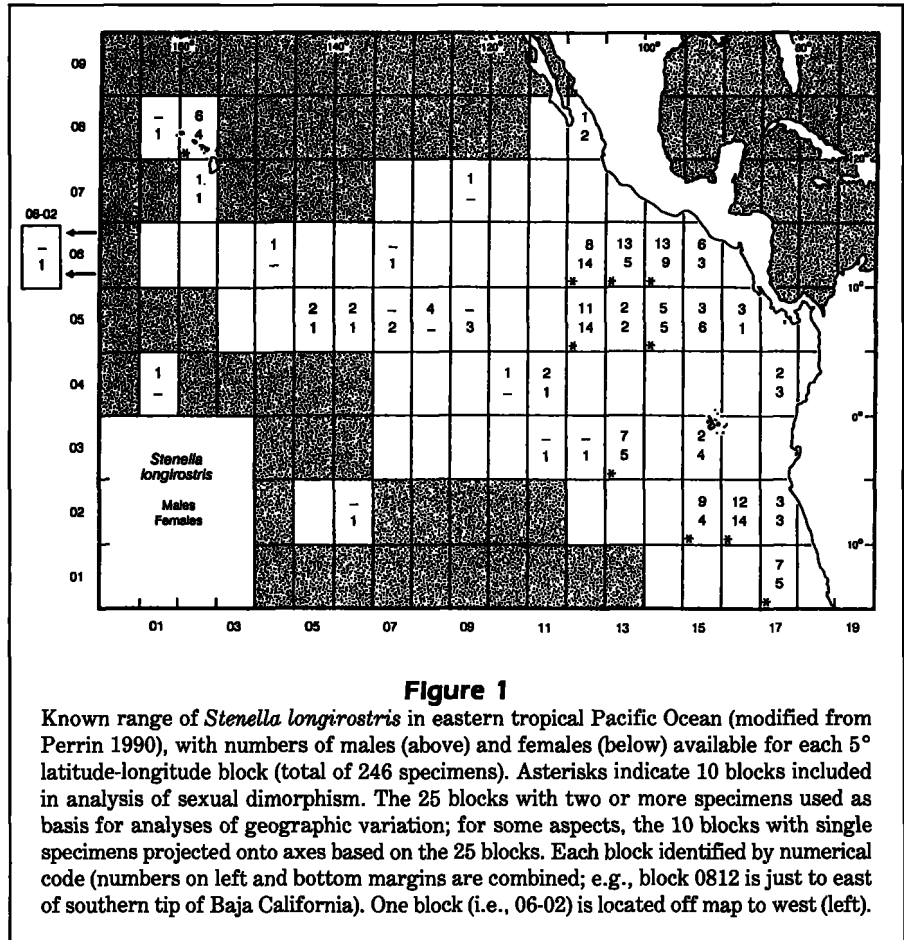 160° 140° 120° 100° 80°
09
08
– 6 1
1 4 2
*
20°
07
1. 1
1 –
06-02
–
1
06
1 – 8 13 13 6
– 1 14 5 9 3
* * *
10°
05
2 2 – 4 – 11 2 5 3 3
1 1 2 – 3 14 2 5 6 1
* *
04
1 1 2 2
– – 1 3
0°
03
– – 7 2
1 1 5 4
*
Stenella
longirostris
Males
Females
02
– 9 12 3
1 4 14 3
* *
10°
01
7
5
*
01 03 05 07 09 11 13 15 17 19
Figure 1
Known range of Stenella longirostris in eastern tropical Pacific Ocean (modified from
Perrin 1990), with numbers of males (above) and females (below) available for each 5°
latitude-longitude block (total of 246 specimens). Asterisks indicate 10 blocks included
in analysis of sexual dimorphism. The 25 blocks with two or more specimens used as
basis for analyses of geographic variation; for some aspects, the 10 blocks with single
specimens projected onto axes based on the 25 blocks. Each block identified by numerical
code (numbers on left and bottom margins are combined; e.g., block 0812 is just to east
of southern tip of Baja California). One block (i.e., 06-02) is located off map to west (left).